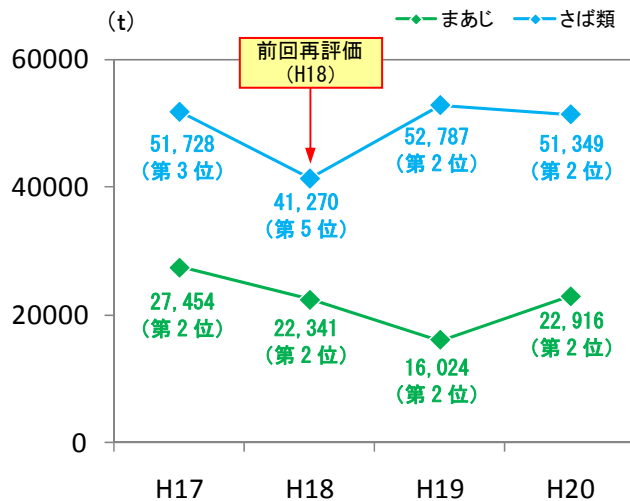 (t)
まあじ
さば類
60000
前回再評価
(H18)
51,728
(第3位)
52,787
(第2位)
51,349
(第2位)
40000
41,270
(第5位)
20000
27,454
(第2位)
22,341
(第2位)
16,024
(第2位)
22,916
(第2位)
0
H17 H18 H19 H20